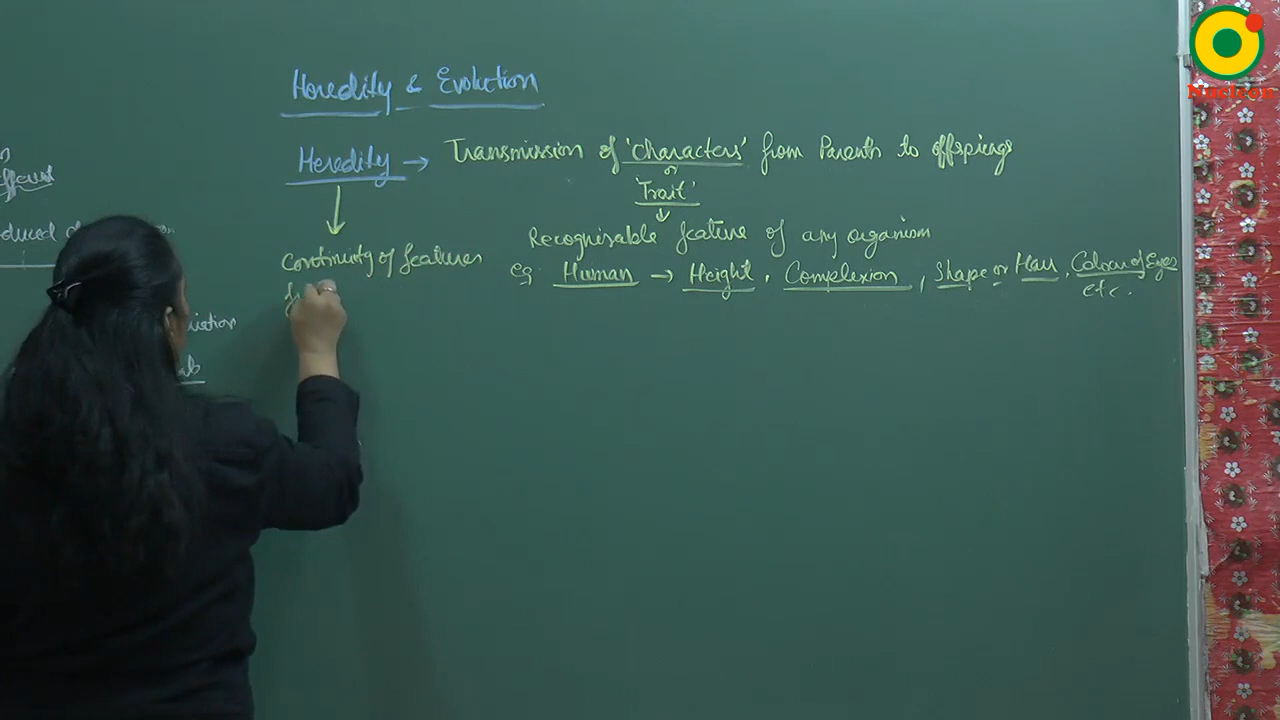 Heredity & Evolution
Heredity → Transmission of 'Characters' from Parents to offsprings
or
'Trait'
Recognisable feature of any organism
eg Human → Height, Complexion, Shape or Hair, Colour of Eyes
etc.
Continuity of features
Nucleon